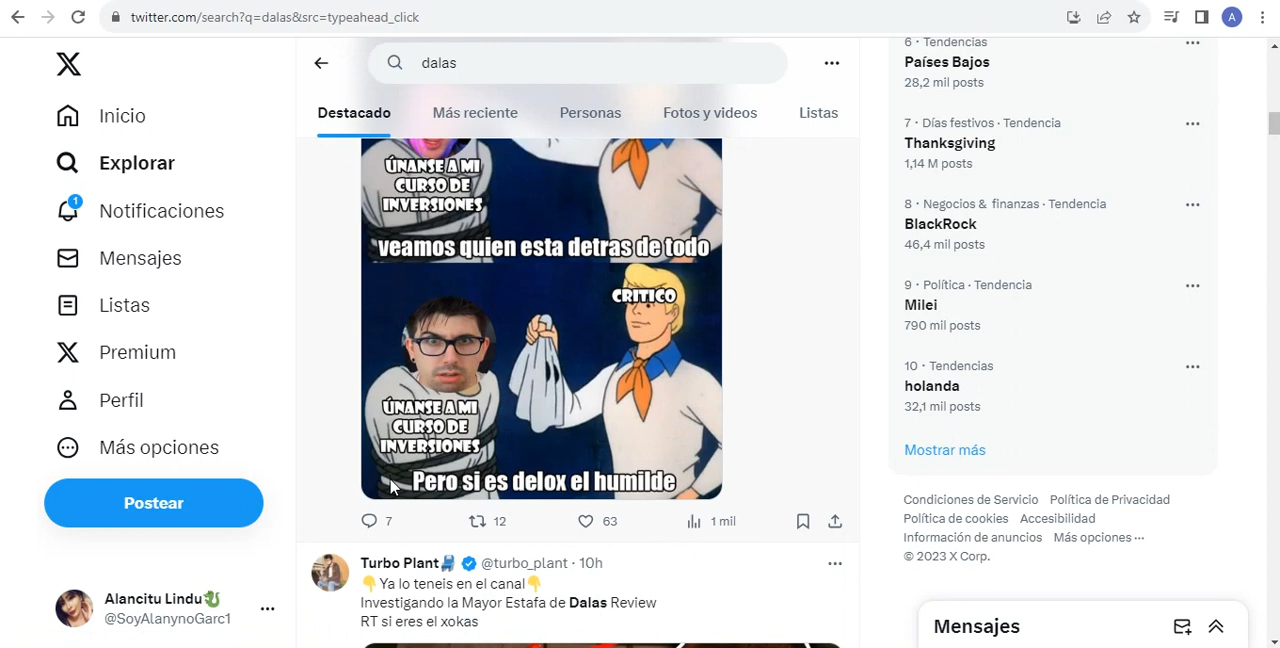 twitter.com/search?q=dalas&src=typeahead_click
A
X
Inicio
Explorar
1
Notificaciones
Mensajes
Listas
Premium
Perfil
Más opciones
Postear
Alancitu Lindu
@SoyAlanynoGarc1
dalas
Destacado
Más reciente
Personas
Fotos y videos
Listas
ÚNANSE A MI
CURSO DE
INVERSIONES
veamos quien esta detras de todo
CRITICO
ÚNANSE A MI
CURSO DE
INVERSIONES
Pero si es delox el humilde
7
12
63
1 mil
Turbo Plant @turbo_plant · 10h
Ya lo teneis en el canal
Investigando la Mayor Estafa de Dalas Review
RT si eres el xokas
6 · Tendencias
Países Bajos
28,2 mil posts
7 · Días festivos · Tendencia
Thanksgiving
1,14 M posts
8 · Negocios & finanzas · Tendencia
BlackRock
46,4 mil posts
9 · Política · Tendencia
Milei
790 mil posts
10 · Tendencias
holanda
32,1 mil posts
Mostrar más
Condiciones de Servicio Política de Privacidad
Política de cookies Accesibilidad
Información de anuncios Más opciones ···
© 2023 X Corp.
Mensajes